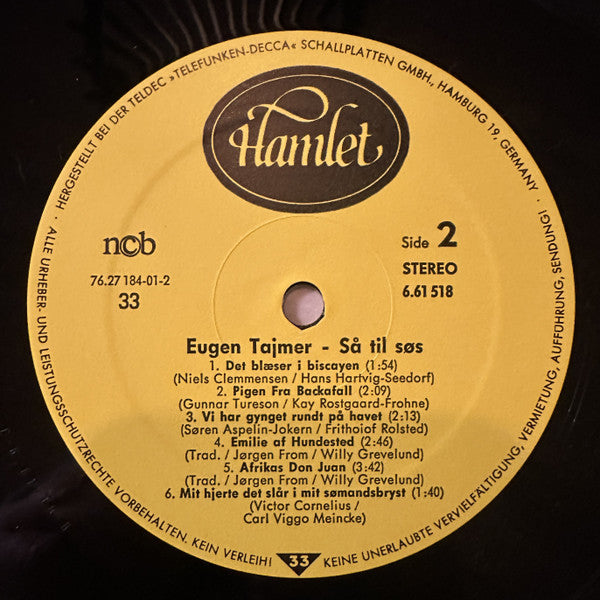 · HERGESTELLT BEI DER TELDEC »TELEFUNKEN-DECCA« SCHALLPLATTEN GMBH., HAMBURG 19, GERMANY ·
Hamlet
ncb
Side 2
76.27 184-01-2
STEREO
33
6.61 518
Eugen Tajmer - Så til søs
1. Det blæser i biscayen (1:54)
(Niels Clemmensen / Hans Hartvig-Seedorf)
2. Pigen Fra Backafall (2:09)
(Gunnar Tureson / Kay Rostgaard-Frohne)
3. Vi har gynget rundt på havet (2:13)
(Søren Aspelin-Jokern / Frithoiof Rolsted)
4. Emilie af Hundested (2:46)
(Trad. / Jørgen From / Willy Grevelund)
5. Afrikas Don Juan (3:42)
(Trad. / Jørgen From / Willy Grevelund)
6. Mit hjerte det slår i mit sømandsbryst (1:40)
(Victor Cornelius /
Carl Viggo Meincke)
ALLE URHEBER- UND LEISTUNGSSCHUTZRECHTE VORBEHALTEN. KEIN VERLEIH! 33 KEINE UNERLAUBTE VERVIELFÄLTIGUNG, VERMIETUNG, AUFFÜHRUNG, SENDUNG!